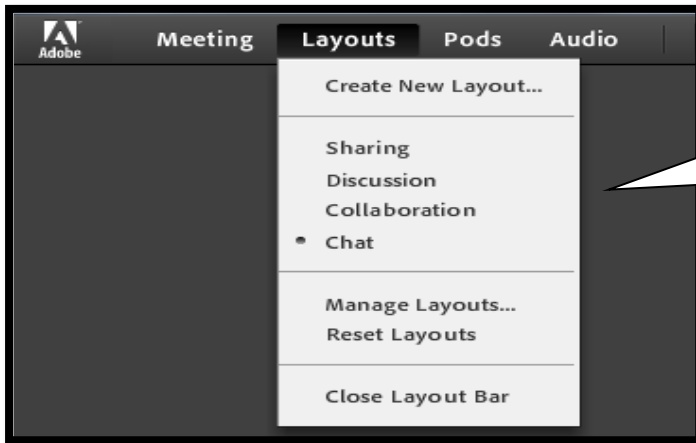 Adobe
Meeting Layouts Pods Audio
Create New Layout...
Sharing
Discussion
Collaboration
• Chat
Manage Layouts...
Reset Layouts
Close Layout Bar